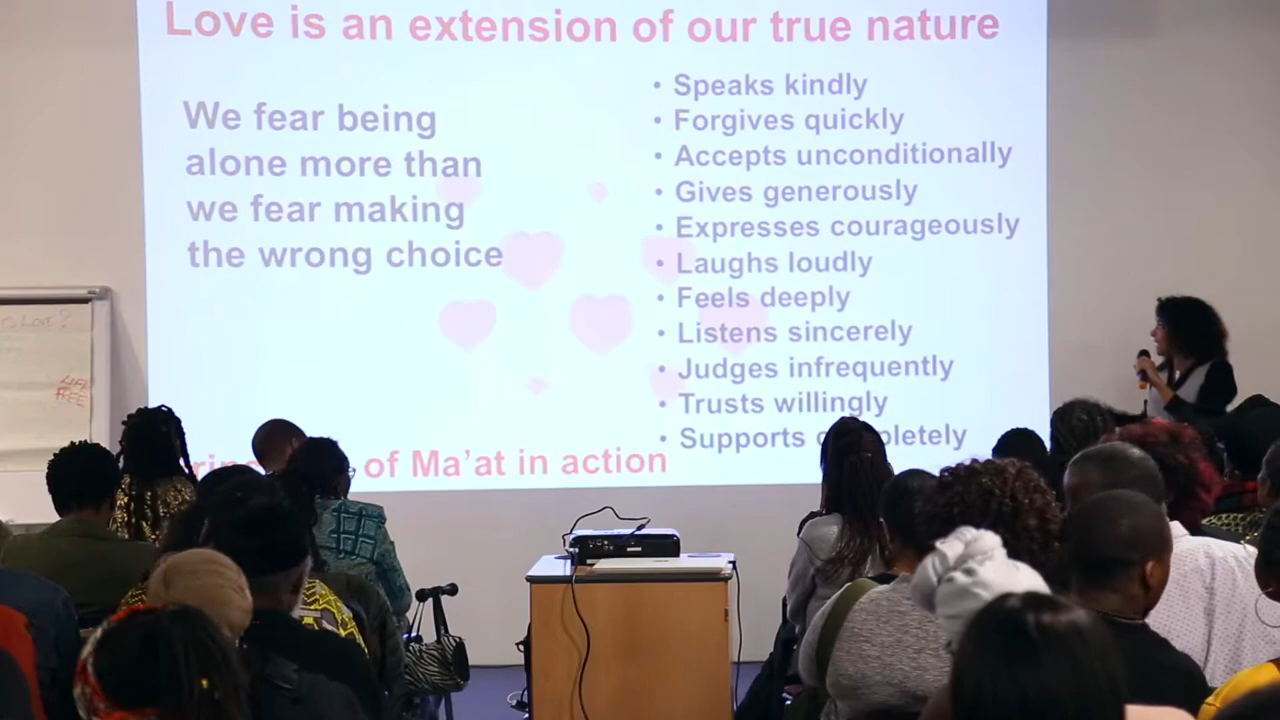 Love is an extension of our true nature
We fear being
alone more than
we fear making
the wrong choice
• Speaks kindly
• Forgives quickly
• Accepts unconditionally
• Gives generously
• Expresses courageously
• Laughs loudly
• Feels deeply
• Listens sincerely
• Judges infrequently
• Trusts willingly
• Supports
of Ma'at in action
Love?
FREE